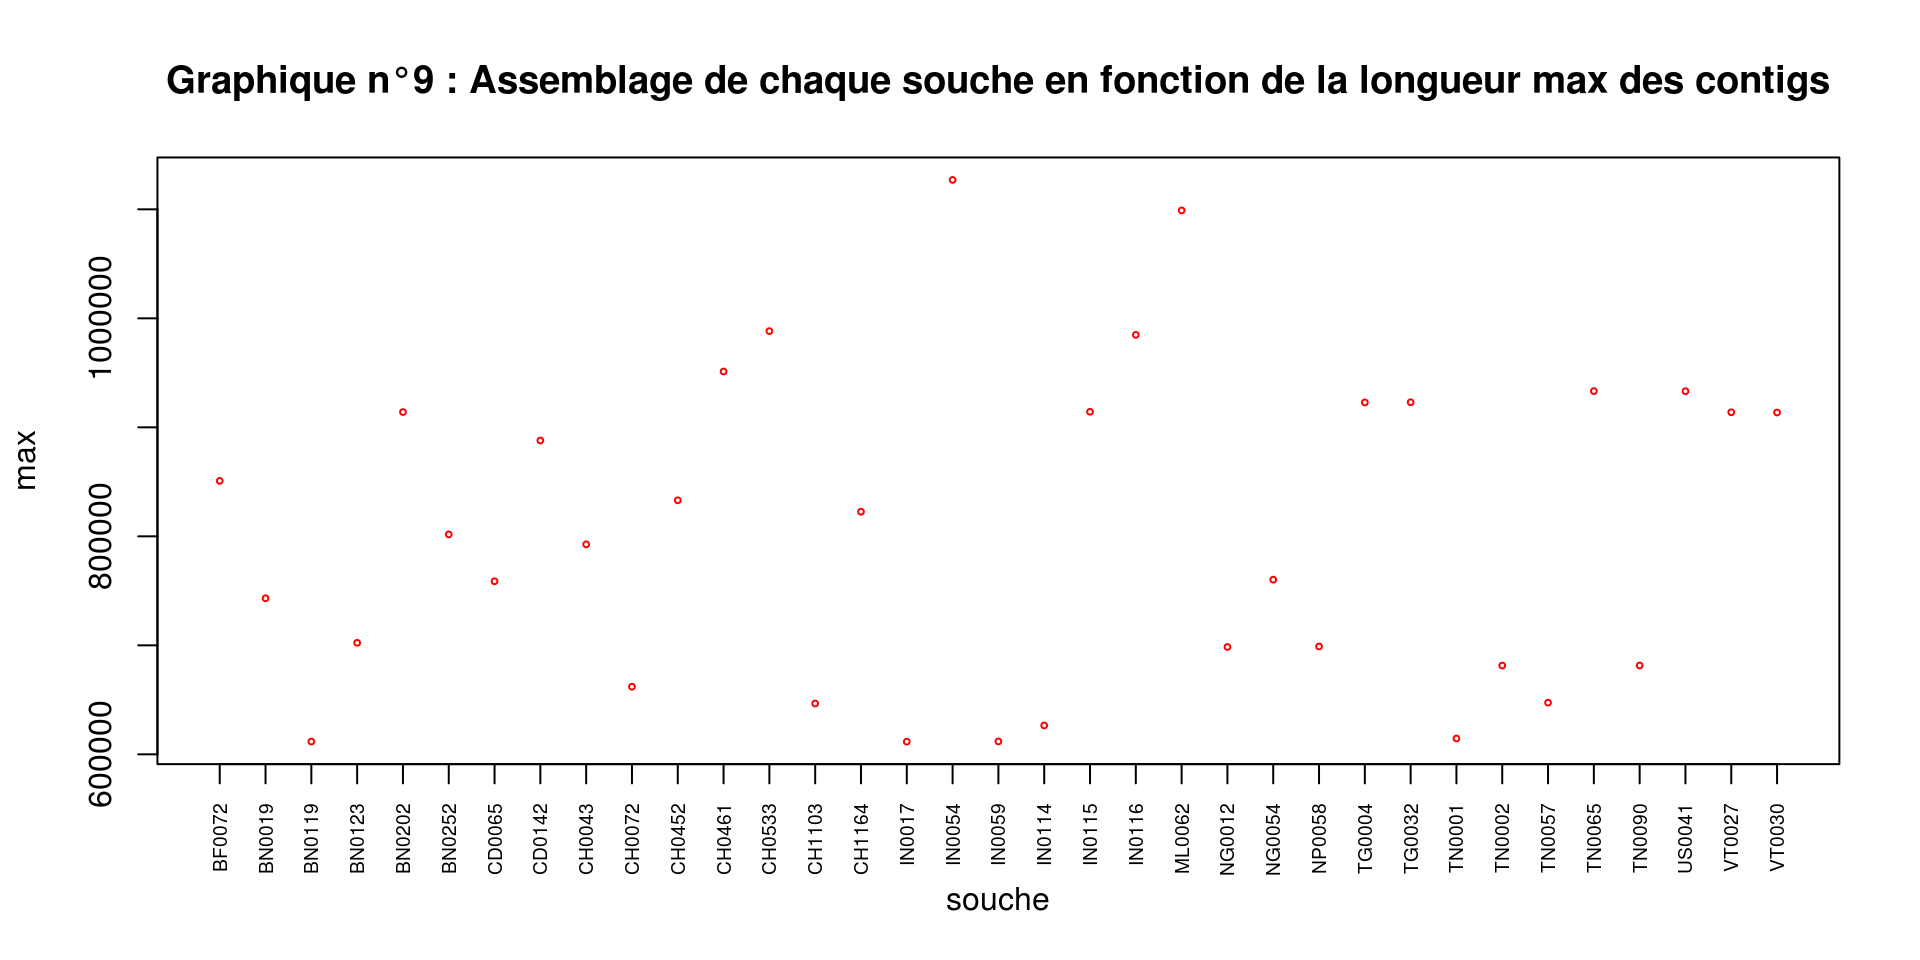 Graphique n°9 : Assemblage de chaque souche en fonction de la longueur max des contigs
max
1000000
800000
600000
BF0072
BN0019
BN0119
BN0123
BN0202
BN0252
CD0065
CD0142
CH0043
CH0072
CH0452
CH0461
CH0533
CH1103
CH1164
IN0017
IN0054
IN0059
IN0114
IN0115
IN0116
ML0062
NG0012
NG0054
NP0058
TG0004
TG0032
TN0001
TN0002
TN0057
TN0065
TN0090
US0041
VT0027
VT0030
souche